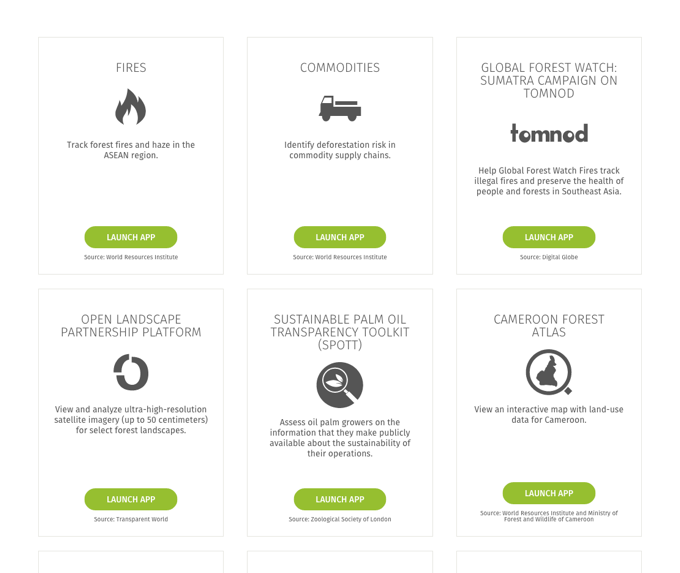 FIRES
Track forest fires and haze in the
ASEAN region.
LAUNCH APP
Source: World Resources Institute
COMMODITIES
Identify deforestation risk in
commodity supply chains.
LAUNCH APP
Source: World Resources Institute
GLOBAL FOREST WATCH:
SUMATRA CAMPAIGN ON
TOMNOD
tomnod
Help Global Forest Watch Fires track
illegal fires and preserve the health of
people and forests in Southeast Asia.
LAUNCH APP
Source: Digital Globe
OPEN LANDSCAPE
PARTNERSHIP PLATFORM
View and analyze ultra-high-resolution
satellite imagery (up to 50 centimeters)
for select forest landscapes.
LAUNCH APP
Source: Transparent World
SUSTAINABLE PALM OIL
TRANSPARENCY TOOLKIT
(SPOTT)
Assess oil palm growers on the
information that they make publicly
available about the sustainability of
their operations.
LAUNCH APP
Source: Zoological Society of London
CAMEROON FOREST
ATLAS
View an interactive map with land-use
data for Cameroon.
LAUNCH APP
Source: World Resources Institute and Ministry of
Forest and Wildlife of Cameroon